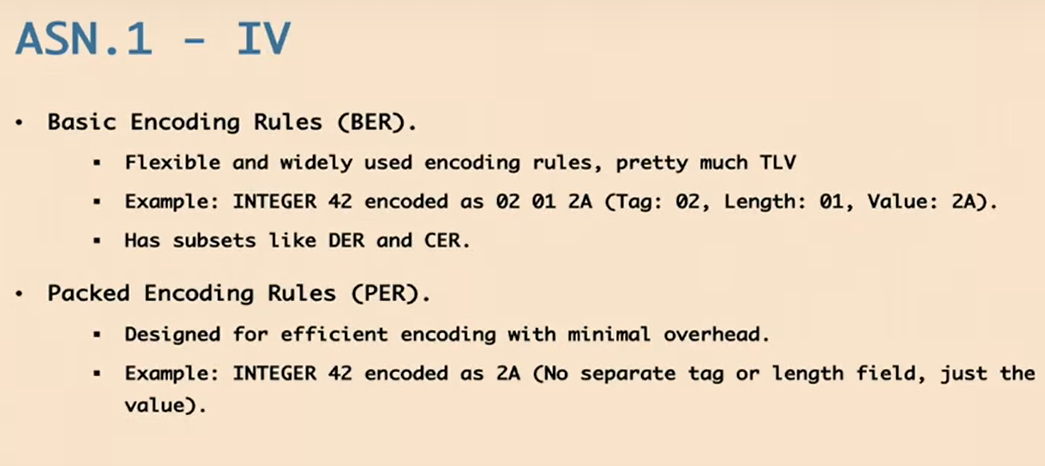 ASN.1 – IV
• Basic Encoding Rules (BER).
▪ Flexible and widely used encoding rules, pretty much TLV
▪ Example: INTEGER 42 encoded as 02 01 2A (Tag: 02, Length: 01, Value: 2A).
▪ Has subsets like DER and CER.
• Packed Encoding Rules (PER).
▪ Designed for efficient encoding with minimal overhead.
▪ Example: INTEGER 42 encoded as 2A (No separate tag or length field, just the
value).